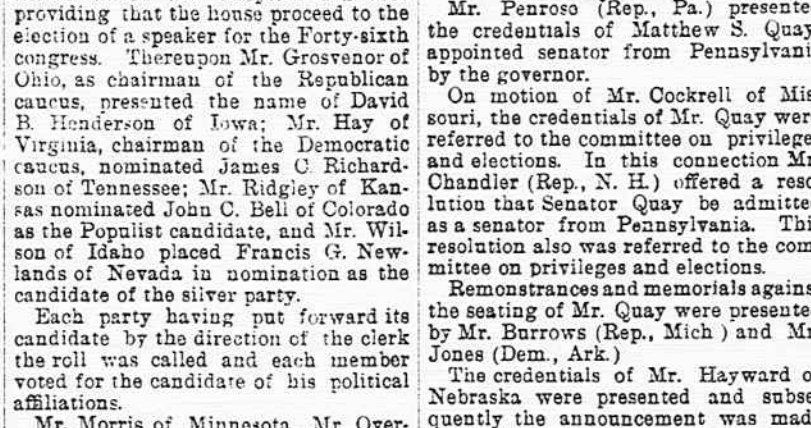 providing that the house proceed to the
election of a speaker for the Forty-sixth
congress. Thereupon Mr. Grosvenor of
Ohio, as chairman of the Republican
caucus, presented the name of David
B. Henderson of Iowa; Mr. Hay of
Virginia, chairman of the Democratic
caucus, nominated James C. Richard-
son of Tennessee; Mr. Ridgley of Kan-
sas nominated John C. Bell of Colorado
as the Populist candidate, and Mr. Wil-
son of Idaho placed Francis G. New-
lands of Nevada in nomination as the
candidate of the silver party.
Each party having put forward its
candidate by the direction of the clerk
the roll was called and each member
voted for the candidate of his political
affiliations.
Mr. Morris of Minnesota, Mr. Over-
Mr. Penrose (Rep., Pa.) presente
the credentials of Matthew S. Quay
appointed senator from Pennsylvani
by the governor.
On motion of Mr. Cockrell of Mis
souri, the credentials of Mr. Quay wer
referred to the committee on privilege
and elections. In this connection Mr
Chandler (Rep., N. H.) offered a reso
lution that Senator Quay be admitte
as a senator from Pennsylvania. Thi
resolution also was referred to the com
mittee on privileges and elections.
Remonstrances and memorials agains
the seating of Mr. Quay were presente
by Mr. Burrows (Rep., Mich ) and Mr
Jones (Dem., Ark.)
The credentials of Mr. Hayward o
Nebraska were presented and subse
quently the announcement was mad